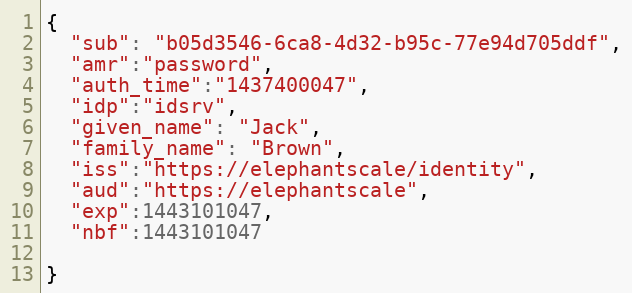 1 {
2   "sub": "b05d3546-6ca8-4d32-b95c-77e94d705ddf",
3   "amr":"password",
4   "auth_time":"1437400047",
5   "idp":"idsrv",
6   "given_name": "Jack",
7   "family_name": "Brown",
8   "iss":"https://elephantscale/identity",
9   "aud":"https://elephantscale",
10   "exp":1443101047,
11   "nbf":1443101047
12
13 }